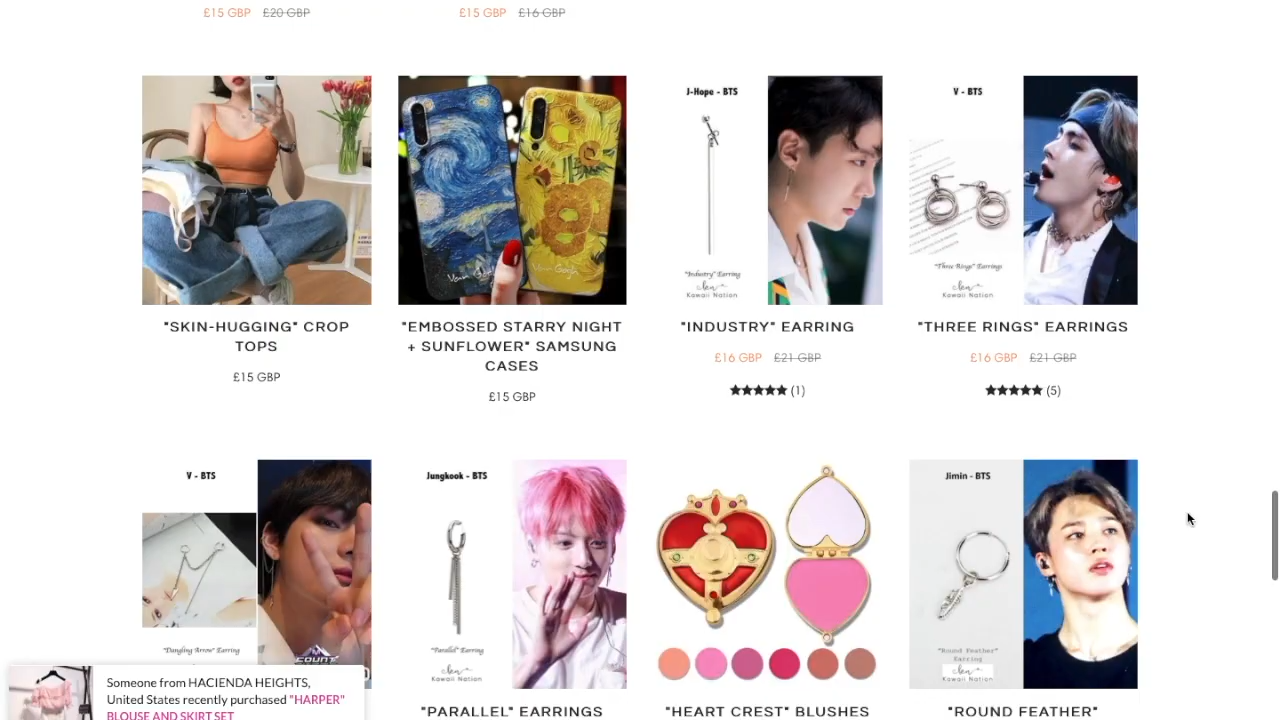 £15 GBP £20 GBP
£15 GBP £16 GBP
"SKIN-HUGGING" CROP
TOPS
£15 GBP
"EMBOSSED STARRY NIGHT
+ SUNFLOWER" SAMSUNG
CASES
£15 GBP
J-Hope - BTS
"Industry" Earring
Kawaii Nation
"INDUSTRY" EARRING
£16 GBP £21 GBP
★★★★★ (1)
V - BTS
"Three Rings" Earrings
Kawaii Nation
"THREE RINGS" EARRINGS
£16 GBP £21 GBP
★★★★★ (5)
V - BTS
"Dangling Arrow" Earring
Jungkook - BTS
"Parallel" Earring
Kawaii Nation
"PARALLEL" EARRINGS
"HEART CREST" BLUSHES
Jimin - BTS
"Round Feather"
Earring
Kawaii Nation
"ROUND FEATHER"
Someone from HACIENDA HEIGHTS,
United States recently purchased "HARPER"
BLOUSE AND SKIRT SET